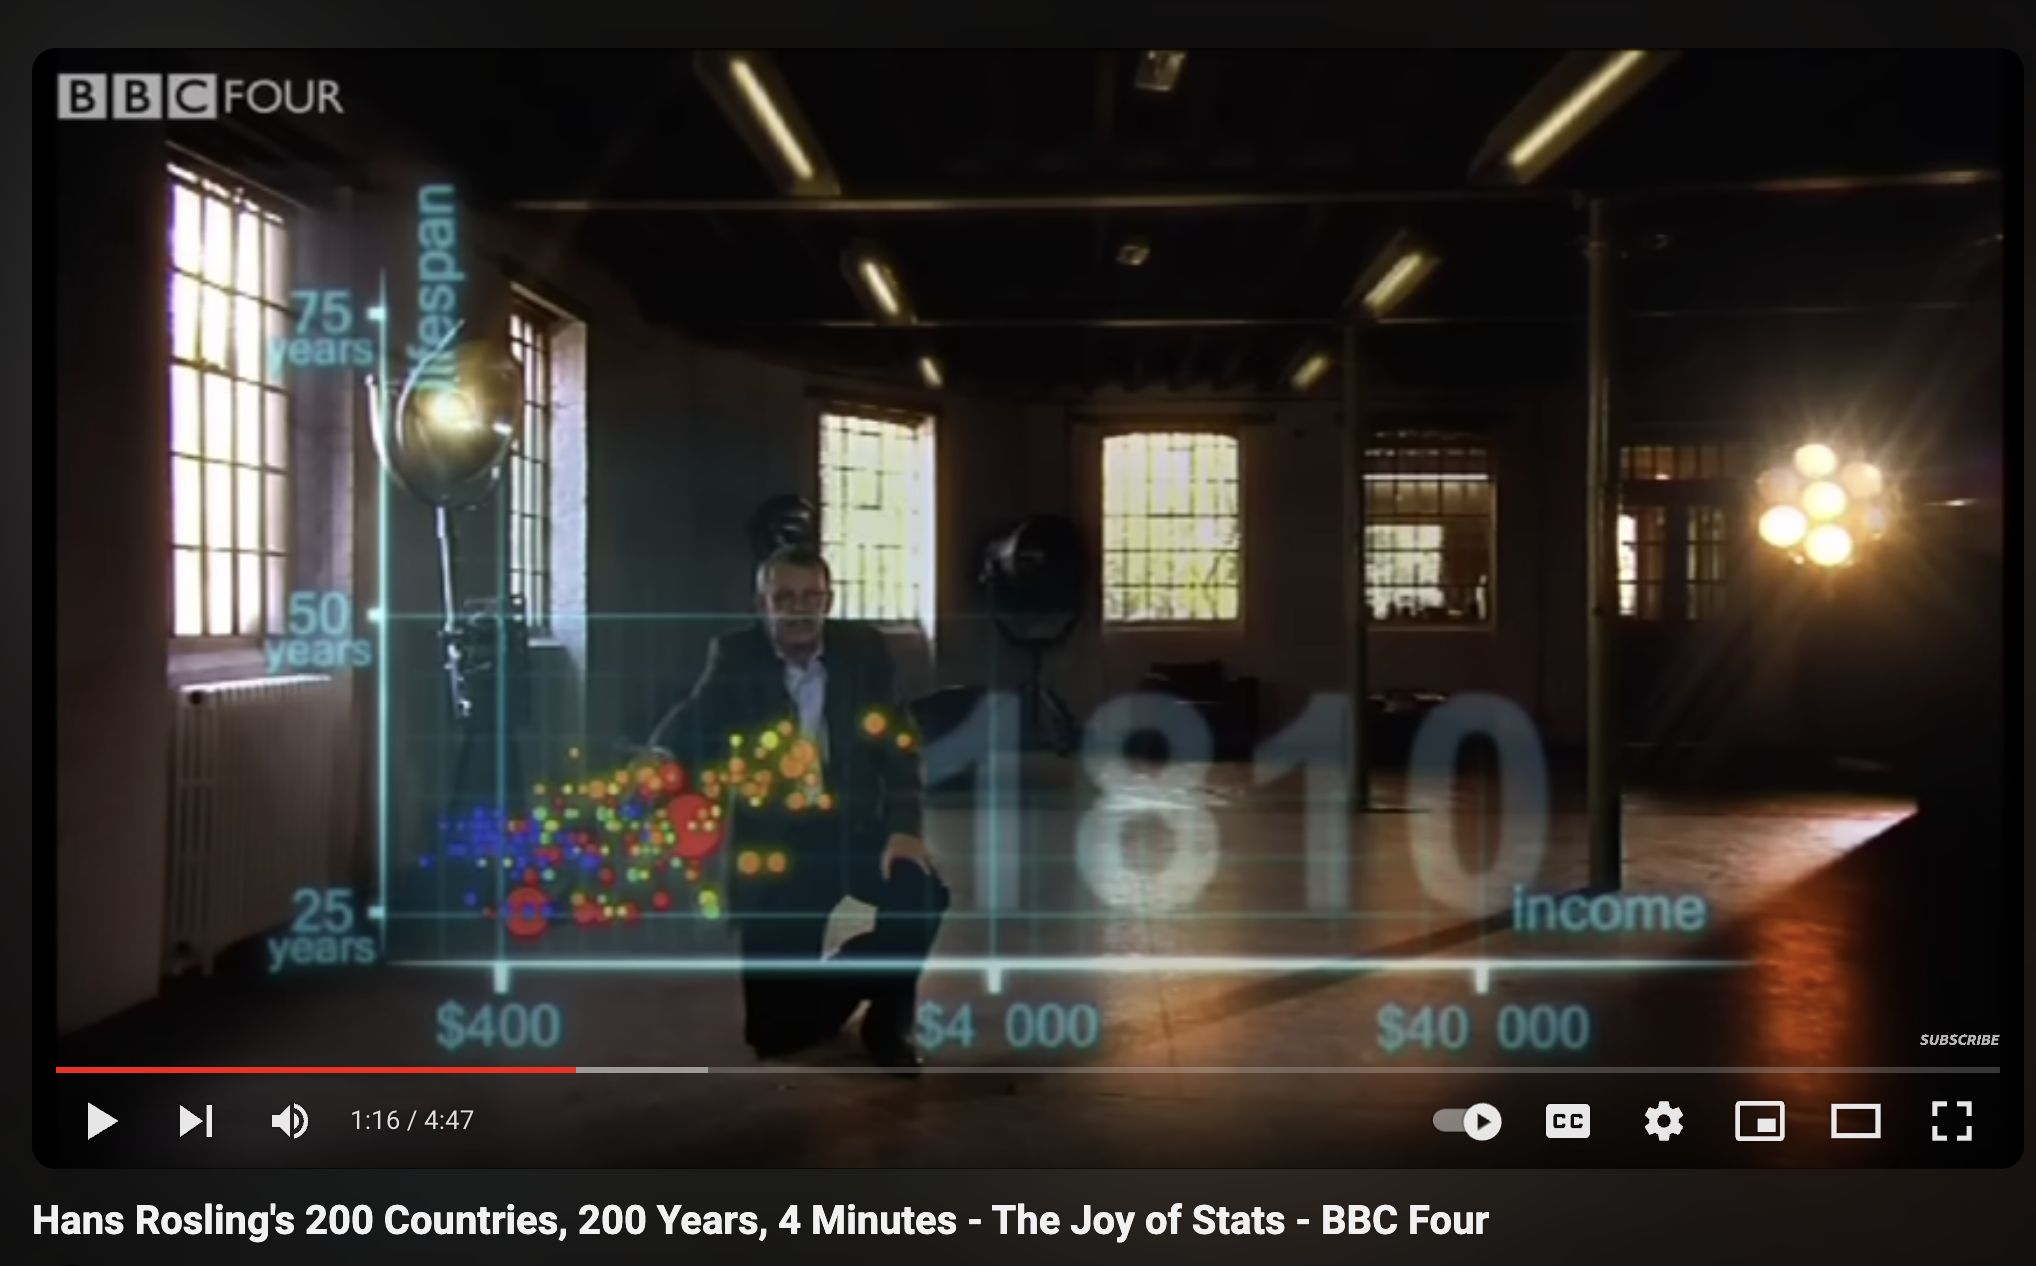 BBC FOUR
lifespan
75
years
50
years
25
years
1810
income
$400
$4 000
$40 000
SUBSCRIBE
1:16 / 4:47
CC
Hans Rosling's 200 Countries, 200 Years, 4 Minutes - The Joy of Stats - BBC Four